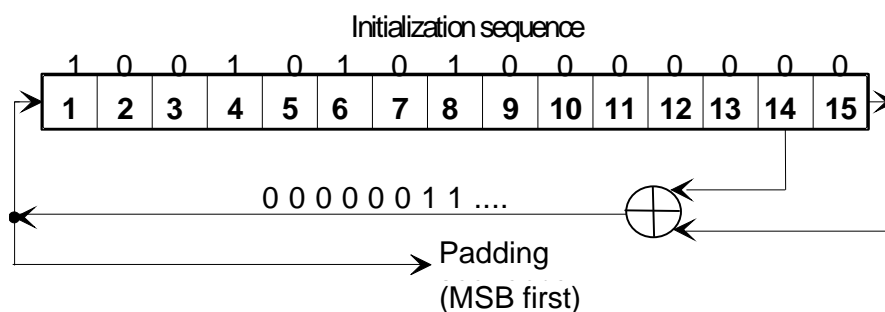 Initialization sequence
1 0 0 1 0 1 0 1 0 0 0 0 0 0 0
1 2 3 4 5 6 7 8 9 10 11 12 13 14 15
0 0 0 0 0 0 1 1 ....
Padding
(MSB first)